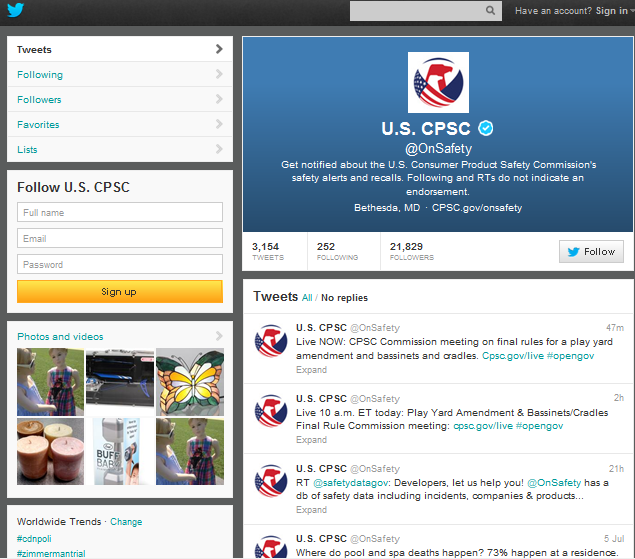 Have an account? Sign in
Tweets
Following
Followers
Favorites
Lists
Follow U.S. CPSC
Full name
Email
Password
Sign up
Photos and videos
BUFF
BAR
Worldwide Trends · Change
#cdnpoli
#zimmermantrial
U.S. CPSC
@OnSafety
Get notified about the U.S. Consumer Product Safety Commission's
safety alerts and recalls. Following and RTs do not indicate an
endorsement.
Bethesda, MD · CPSC.gov/onsafety
3,154
TWEETS
252
FOLLOWING
21,829
FOLLOWERS
Follow
Tweets All / No replies
U.S. CPSC @OnSafety 47m
Live NOW: CPSC Commission meeting on final rules for a play yard
amendment and bassinets and cradles. Cpsc.gov/live #opengov
Expand
U.S. CPSC @OnSafety 2h
Live 10 a.m. ET today: Play Yard Amendment & Bassinets/Cradles
Final Rule Commission meeting: cpsc.gov/live #opengov
Expand
U.S. CPSC @OnSafety 21h
RT @safetydatagov: Developers, let us help you! @OnSafety has a
db of safety data including incidents, companies & products...
Expand
U.S. CPSC @OnSafety 5 Jul
Where do pool and spa deaths happen? 73% happen at a residence.